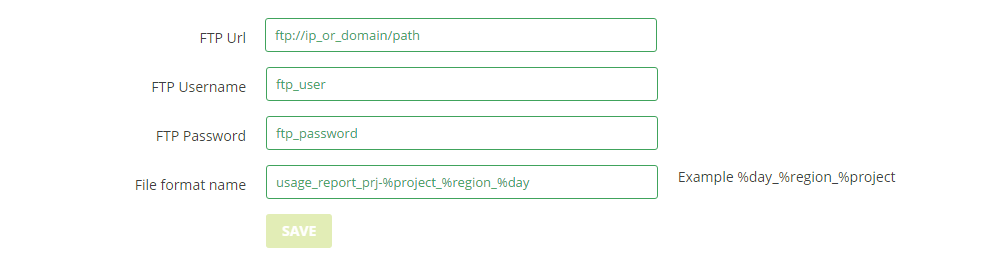 FTP Url ftp://ip_or_domain/path
FTP Username ftp_user
FTP Password ftp_password
File format name usage_report_prj-%project_%region_%day Example %day_%region_%project
SAVE